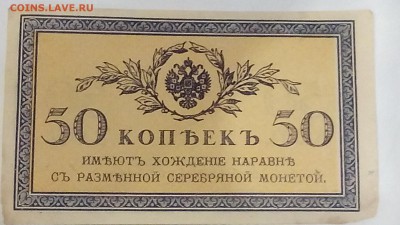 COINS.LAVE.RU
50 КОПѢЕКЪ 50
ИМѢЮТЪ ХОЖДЕНІЕ НАРАВНѢ
СЪ РАЗМѢННОЙ СЕРЕБРЯНОЙ МОНЕТОЙ.